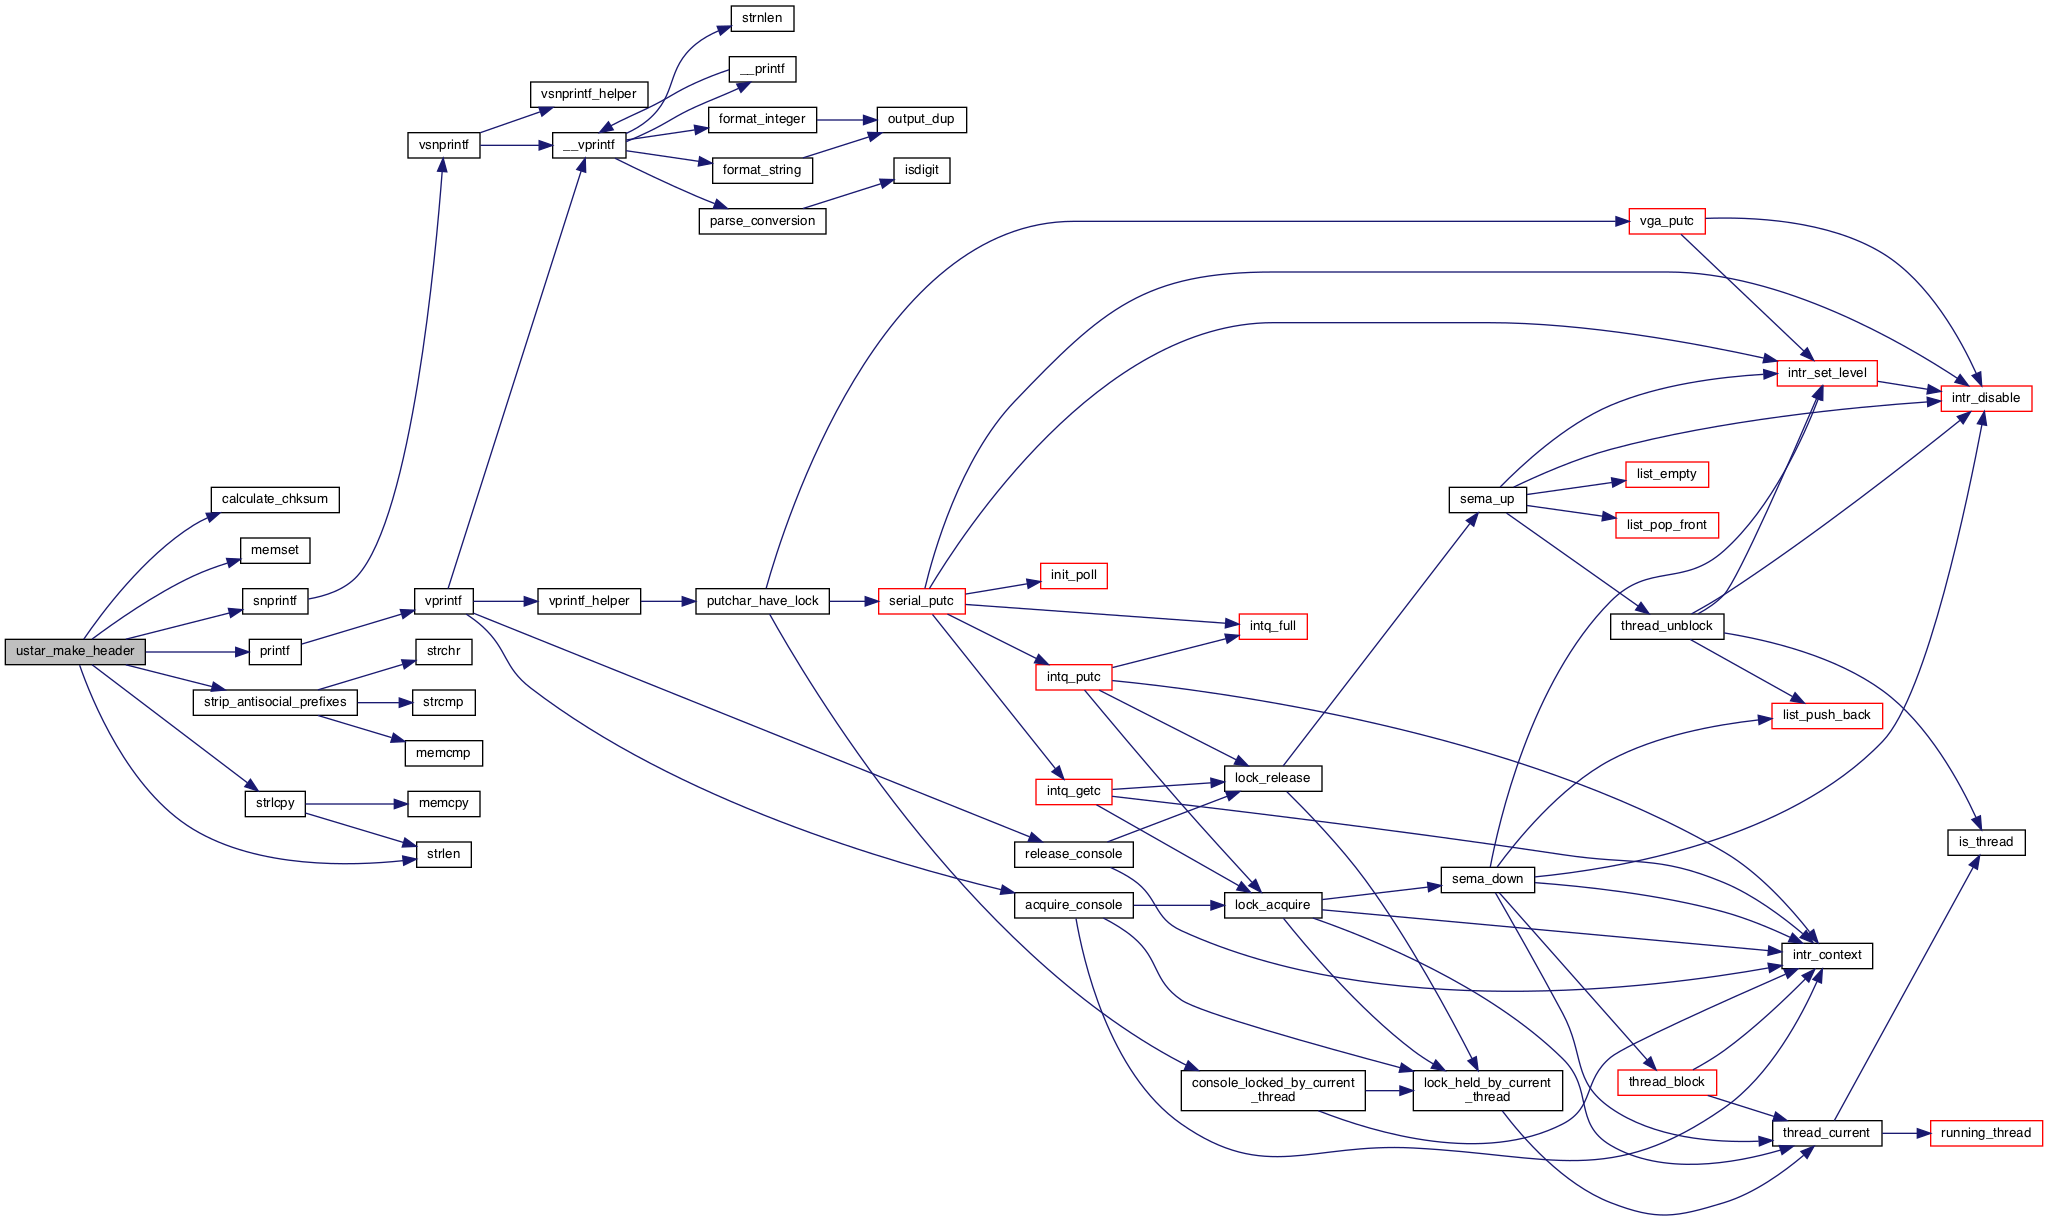 strnlen
__printf
vsnprintf_helper
format_integer
output_dup
vsnprintf
__vprintf
format_string
isdigit
parse_conversion
vga_putc
intr_set_level
intr_disable
list_empty
calculate_chksum
sema_up
list_pop_front
memset
init_poll
snprintf
vprintf
vprintf_helper
putchar_have_lock
serial_putc
intq_full
thread_unblock
ustar_make_header
printf
strchr
intq_putc
strip_antisocial_prefixes
strcmp
list_push_back
memcmp
lock_release
intq_getc
strlcpy
memcpy
is_thread
strlen
release_console
sema_down
acquire_console
lock_acquire
intr_context
console_locked_by_current
_thread
lock_held_by_current
_thread
thread_block
thread_current
running_thread